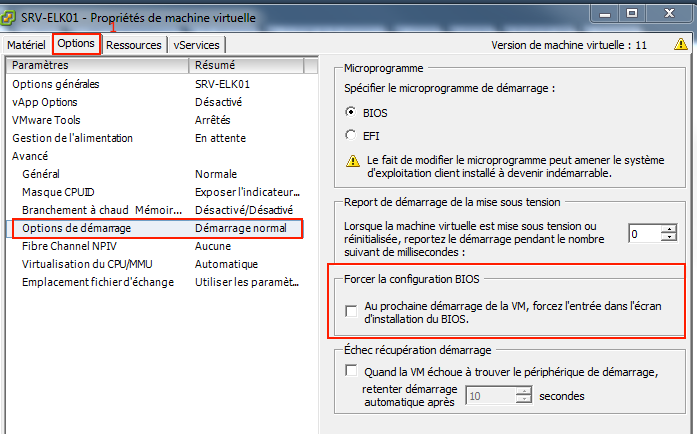 SRV-ELK01 - Propriétés de machine virtuelle
Matériel Options Ressources vServices Version de machine virtuelle : 11
Paramètres Résumé
Options générales SRV-ELK01
vApp Options Désactivé
VMware Tools Arrêtés
Gestion de l'alimentation En attente
Avancé
Général Normale
Masque CPUID Exposer l'indicateur...
Branchement à chaud Mémoir... Désactivé/Désactivé
Options de démarrage Démarrage normal
Fibre Channel NPIV Aucune
Virtualisation du CPU/MMU Automatique
Emplacement fichier d'échange Utiliser les paramèt...
Microprogramme
Spécifier le microprogramme de démarrage :
BIOS
EFI
Le fait de modifier le microprogramme peut amener le système
d'exploitation client installé à devenir indémarrable.
Report de démarrage de la mise sous tension
Lorsque la machine virtuelle est mise sous tension ou
réinitialisée, reportez le démarrage pendant le nombre
suivant de millisecondes :
0
Forcer la configuration BIOS
Au prochaine démarrage de la VM, forcez l'entrée dans l'écran
d'installation du BIOS.
Échec récupération démarrage
Quand la VM échoue à trouver le périphérique de démarrage,
retenter démarrage
automatique après 10 secondes